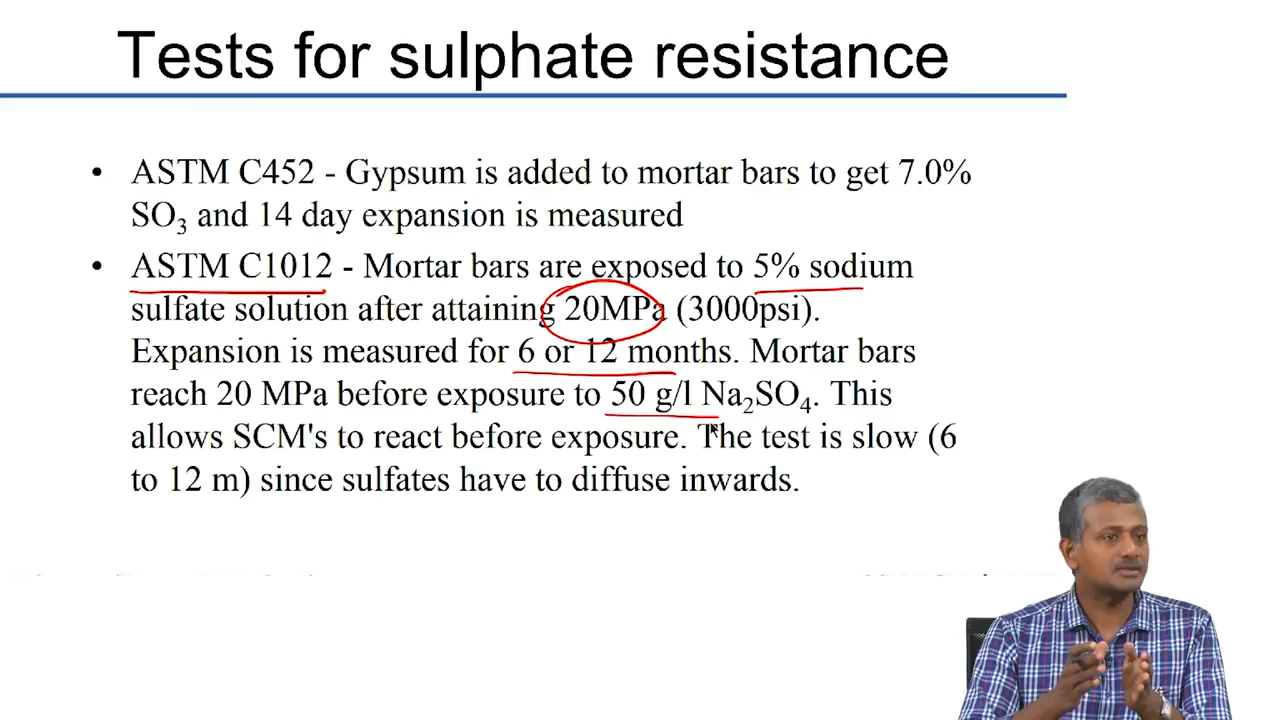 Tests for sulphate resistance
• ASTM C452 - Gypsum is added to mortar bars to get 7.0%
SO₃ and 14 day expansion is measured
• ASTM C1012 - Mortar bars are exposed to 5% sodium
sulfate solution after attaining 20MPa (3000psi).
Expansion is measured for 6 or 12 months. Mortar bars
reach 20 MPa before exposure to 50 g/l Na₂SO₄. This
allows SCM's to react before exposure. The test is slow (6
to 12 m) since sulfates have to diffuse inwards.